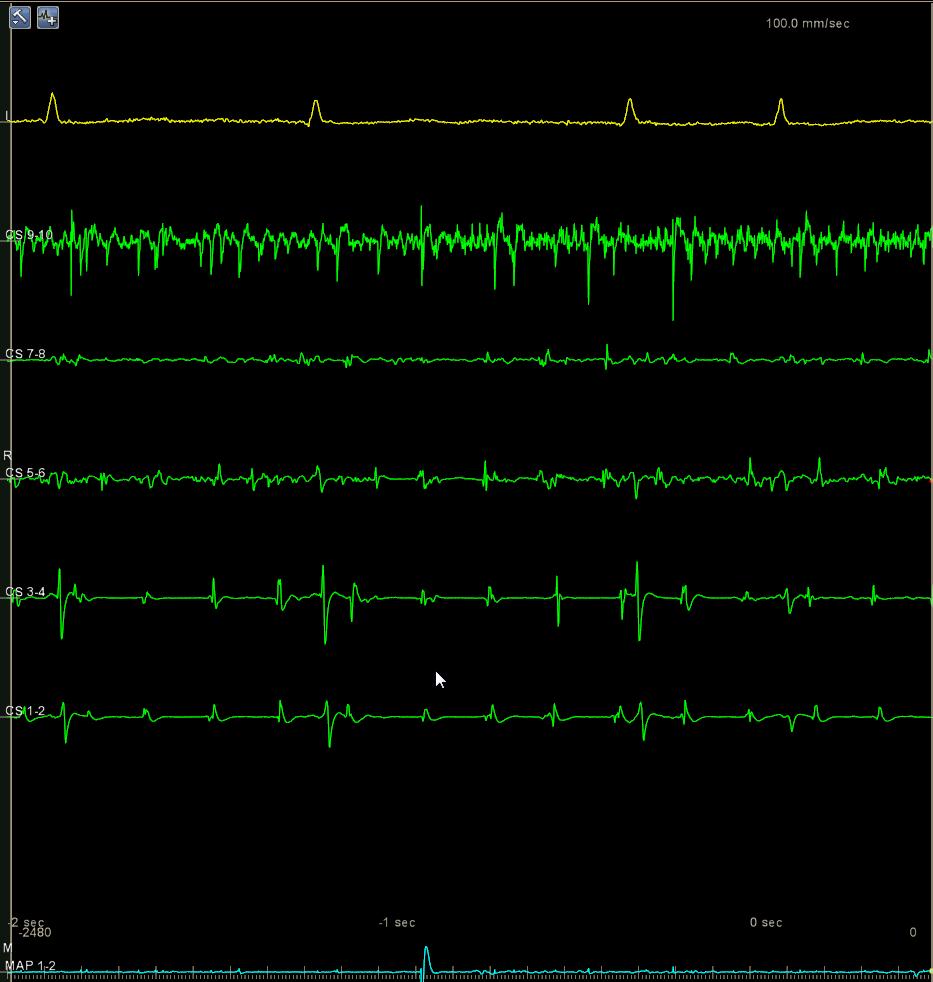 100.0 mm/sec
CS 9-10
CS 7-8
R
CS 5-6
CS 3-4
CS 1-2
-2 sec
-1 sec
0 sec
-2480
0
M
MAP 1-2